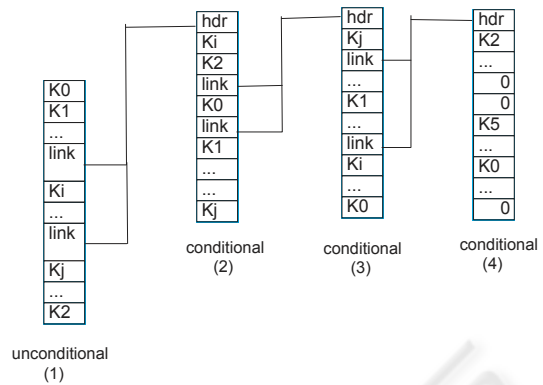 K0
K1
...
link
Ki
...
link
Kj
...
K2
unconditional
(1)
hdr
Ki
K2
link
K0
link
K1
...
...
Kj
conditional
(2)
hdr
Kj
link
...
K1
...
link
Ki
...
K0
conditional
(3)
hdr
K2
...
0
0
K5
...
K0
...
0
conditional
(4)